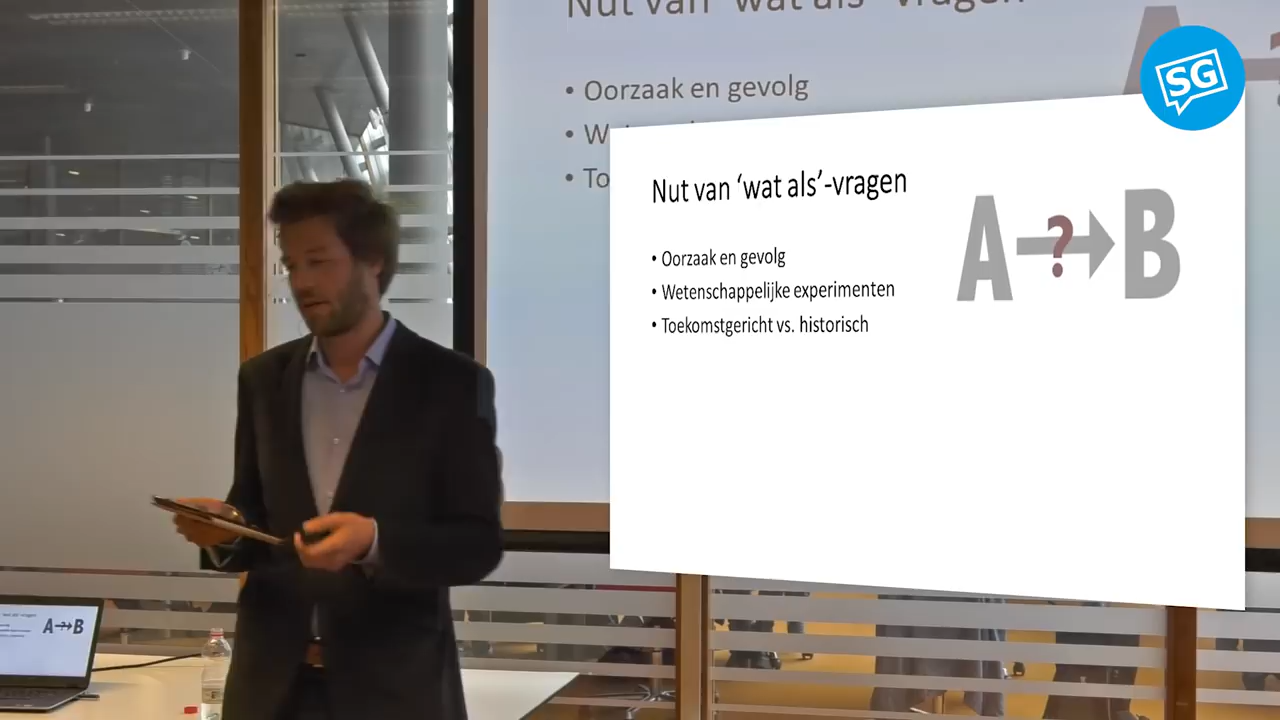 Nut van 'wat als' -vragen
• Oorzaak en gevolg
• W
• To
A
SG
Nut van ‘wat als’-vragen
• Oorzaak en gevolg
• Wetenschappelijke experimenten
• Toekomstgericht vs. historisch
A ? B
A B